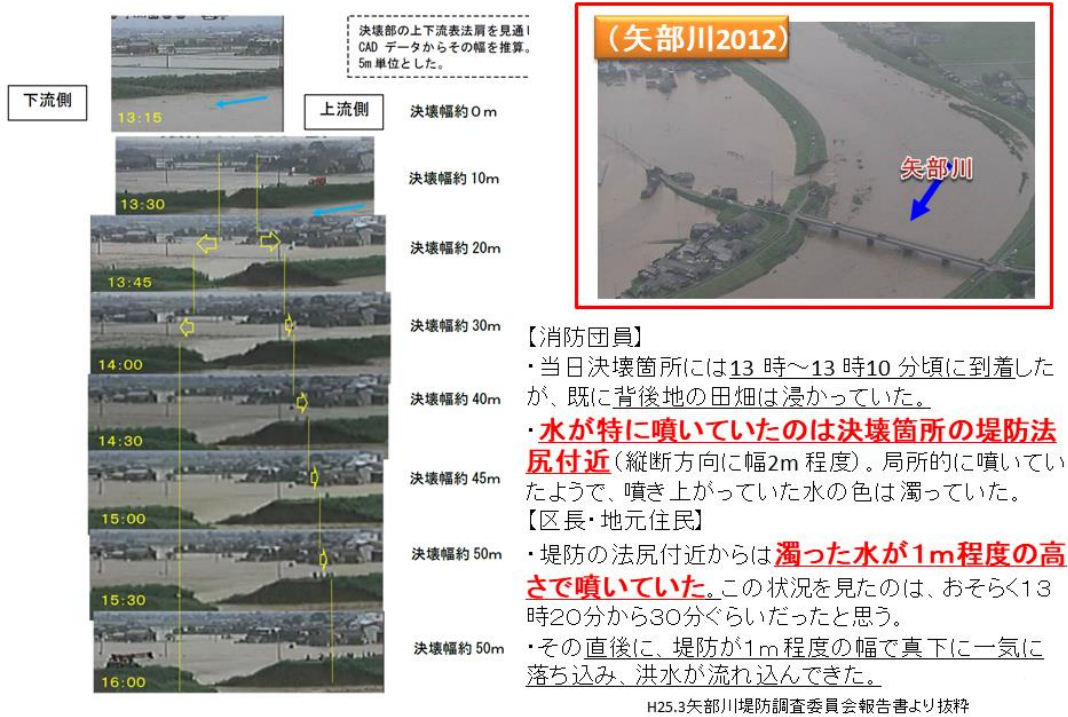 決壊部の上下流表法肩を見通し
CAD データからその幅を推算。
5m 単位とした。
下流側
上流側
13:15
決壊幅約０m
13:30
決壊幅約 10m
13:45
決壊幅約 20m
14:00
決壊幅約 30m
14:30
決壊幅約 40m
15:00
決壊幅約 45m
15:30
決壊幅約 50m
16:00
決壊幅約 50m
（矢部川2012）
矢部川
【消防団員】
・当日決壊箇所には13 時～13 時10 分頃に到着した
が、既に背後地の田畑は浸かっていた。
・水が特に噴いていたのは決壊箇所の堤防法
尻付近（縦断方向に幅2m 程度）。局所的に噴いてい
たようで、噴き上がっていた水の色は濁っていた。
【区長・地元住民】
・堤防の法尻付近からは濁った水が１ｍ程度の高
さで噴いていた。この状況を見たのは、おそらく１３
時２０分から３０分ぐらいだったと思う。
・その直後に、堤防が１ｍ程度の幅で真下に一気に
落ち込み、洪水が流れ込んできた。
H25.3矢部川堤防調査委員会報告書より抜粋